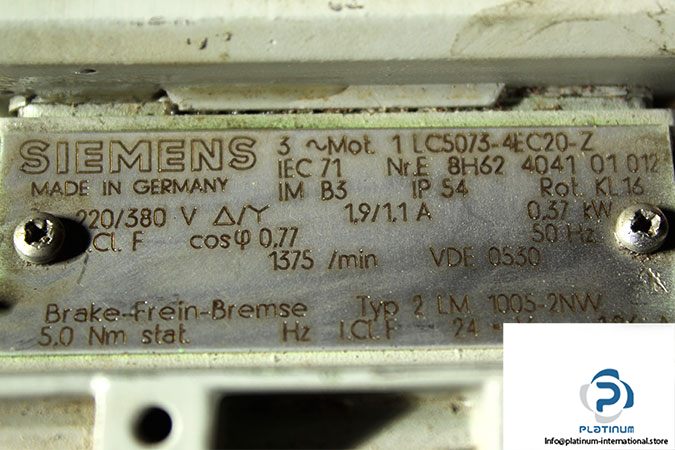 SIEMENS
MADE IN GERMANY
3 ~Mot. 1 LC5073-4EC20-Z
IEC 71 Nr.E 8H62 4041 01 012
IM B3 IP 54 Rot. KL.16
220/380 V Δ/Y 1.9/1.1 A 0,37 kW
I.CL F cosφ 0,77 50 Hz
1375 /min VDE 0530
Brake-Frein-Bremse Typ 2 LM 1005-2NW
5,0 Nm stat. Hz I.CL.F 24
P
PLATINUM
Info@platinum-international.store